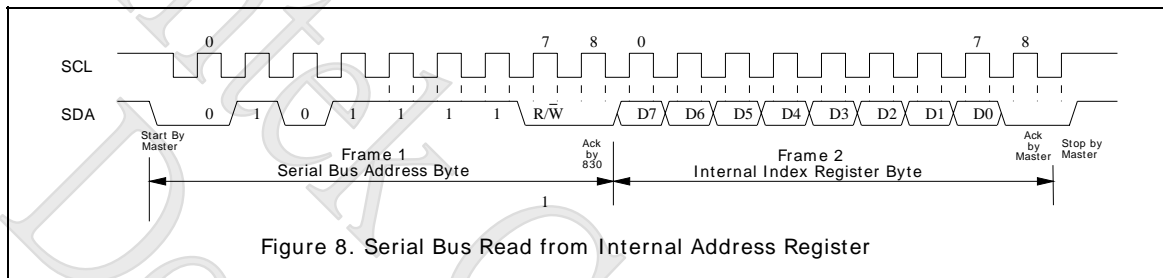 0 7 8 0 7 8
SCL
SDA 0 1 0 1 1 1 1 R/W̅ D7 D6 D5 D4 D3 D2 D1 D0
Start By
Master
Ack
by
830
Ack
by
Master
Stop by
Master
Frame 1
Serial Bus Address Byte
Frame 2
Internal Index Register Byte
1
Figure 8. Serial Bus Read from Internal Address Register